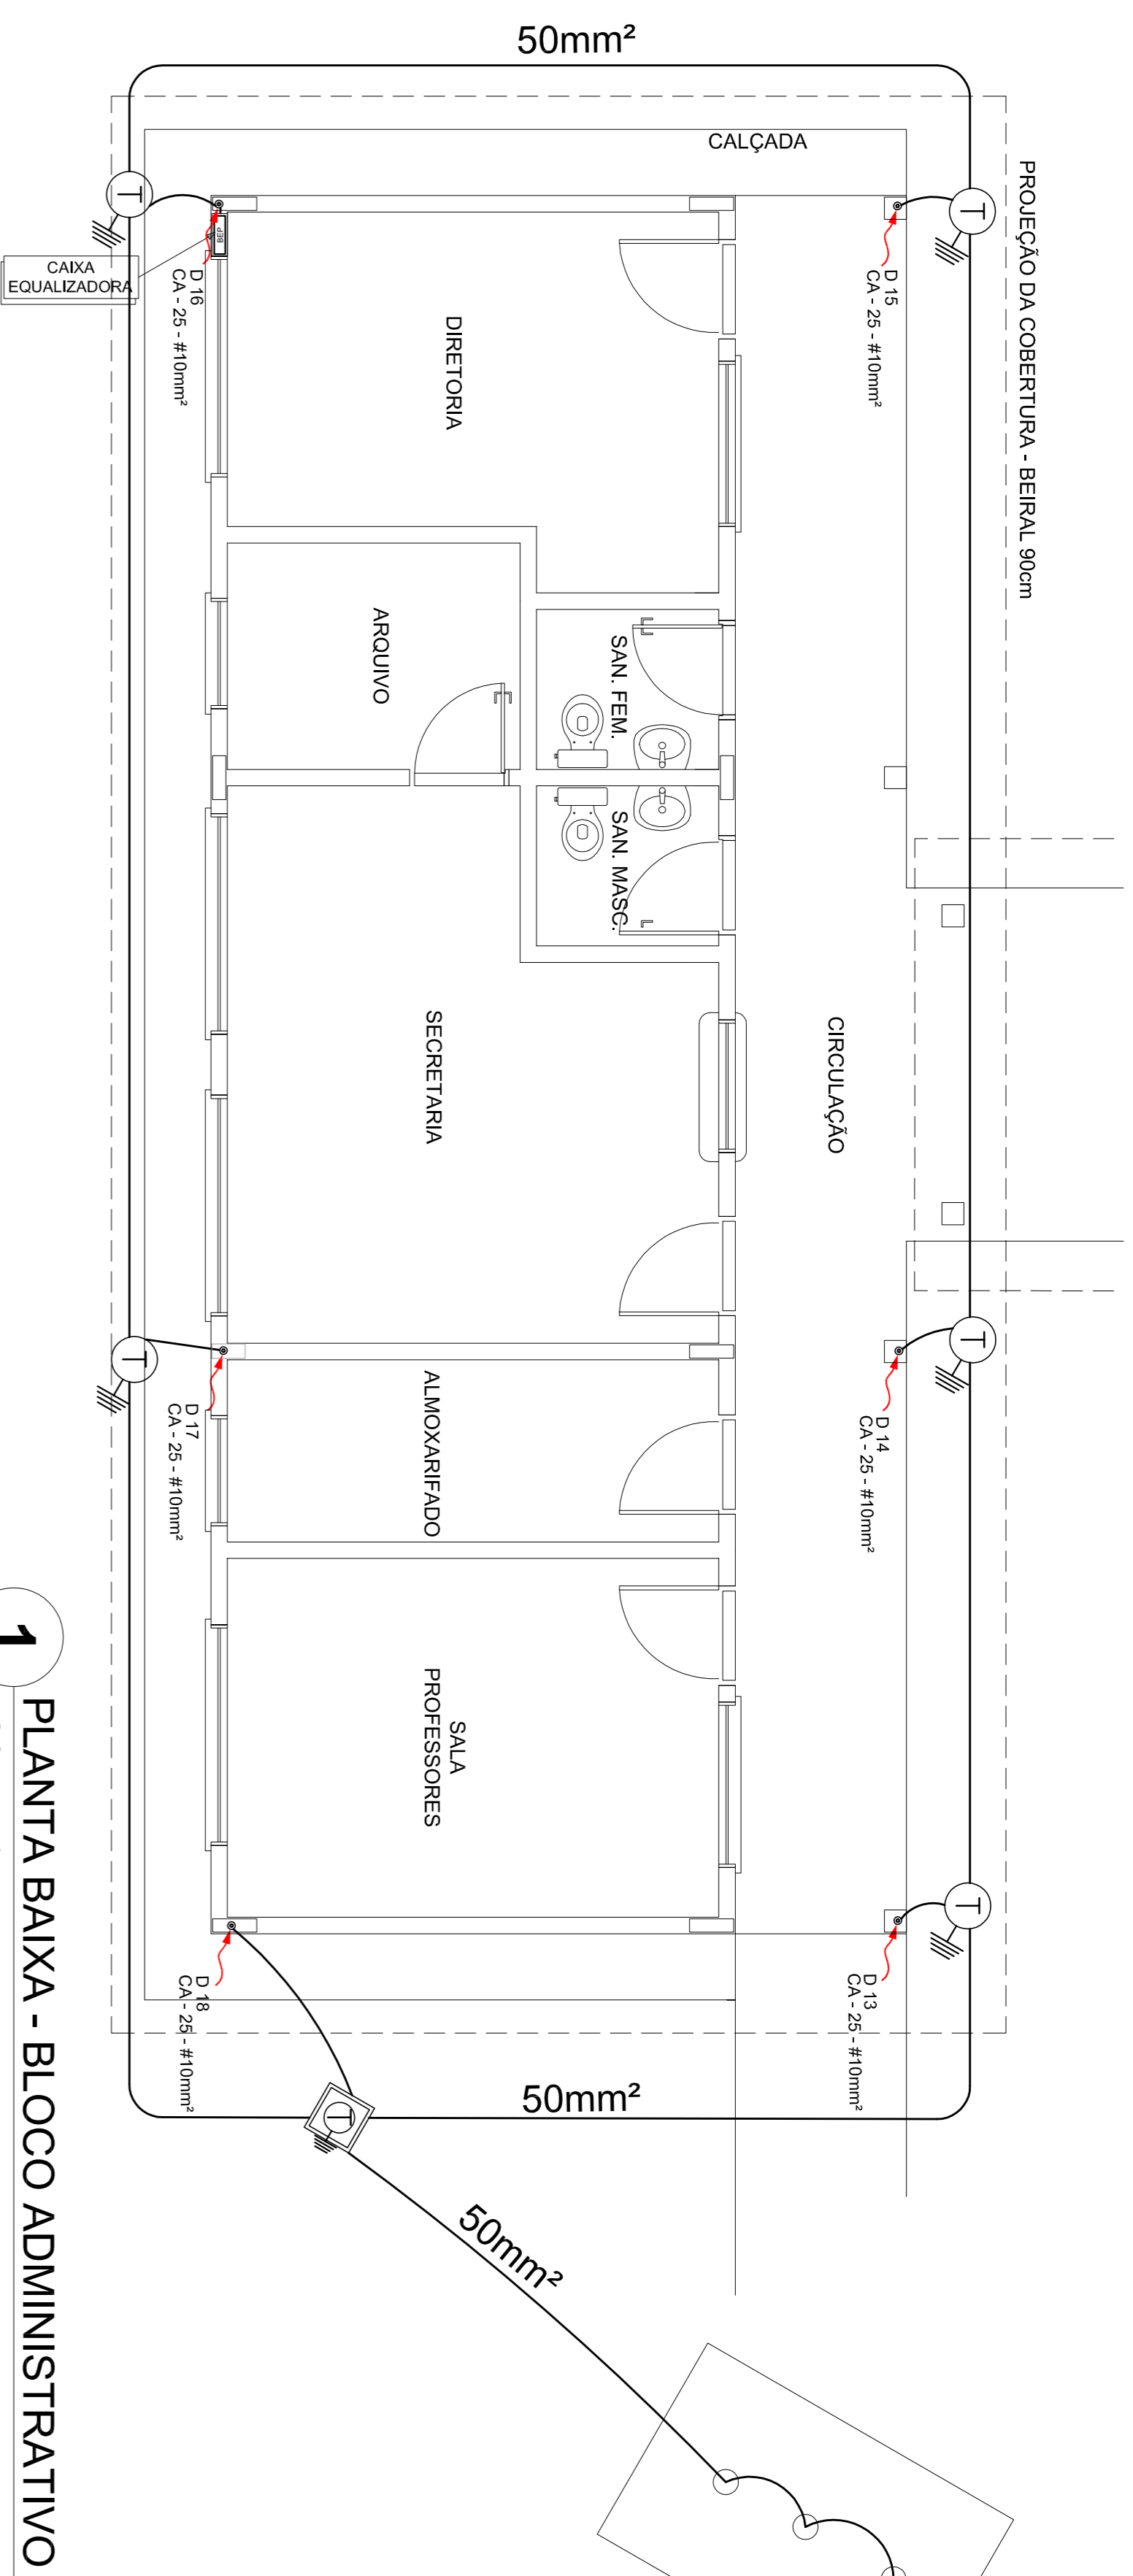 50mm²
CALÇADA
PROJEÇÃO DA COBERTURA - BEIRAL 90cm
T
T
BEP
CAIXA
EQUALIZADORA
D 16
CA - 25 - #10mm²
D 15
CA - 25 - #10mm²
DIRETORIA
ARQUIVO
SAN. FEM.
SAN. MASC.
SECRETARIA
CIRCULAÇÃO
T
T
D 17
CA - 25 - #10mm²
D 14
CA - 25 - #10mm²
ALMOXARIFADO
SALA
PROFESSORES
T
D 18
CA - 25 - #10mm²
D 13
CA - 25 - #10mm²
T
50mm²
50mm²
1
PLANTA BAIXA - BLOCO ADMINISTRATIVO